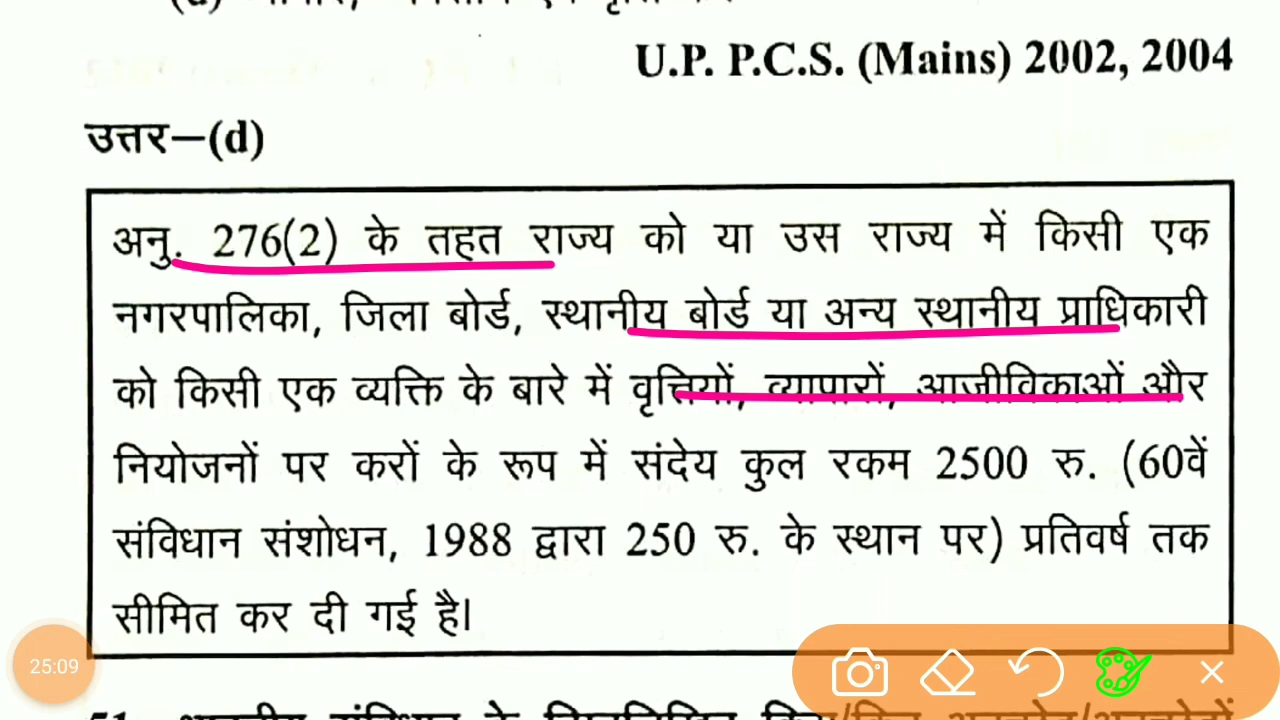 U.P. P.C.S. (Mains) 2002, 2004
उत्तर–(d)
अनु. 276(2) के तहत राज्य को या उस राज्य में किसी एक
नगरपालिका, जिला बोर्ड, स्थानीय बोर्ड या अन्य स्थानीय प्राधिकारी
को किसी एक व्यक्ति के बारे में वृत्तियों, व्यापारों, आजीविकाओं और
नियोजनों पर करों के रूप में संदेय कुल रकम 2500 रु. (60वें
संविधान संशोधन, 1988 द्वारा 250 रु. के स्थान पर) प्रतिवर्ष तक
सीमित कर दी गई है।
25:09